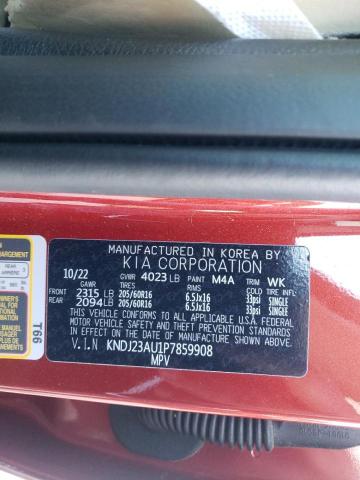 MANUFACTURED IN KOREA BY
KIA CORPORATION
10/22 GVWR 4023 LB PAINT M4A TRIM WK
TIRES RIMS COLD TIRE INFL.
FRONT 2315 LB 205/60R16 6.5Jx16 33psi SINGLE
REAR 2094LB 205/60R16 6.5Jx16 33psi SINGLE
THIS VEHICLE CONFORMS TO ALL APPLICABLE FEDERAL
MOTOR VEHICLE SAFETY, BUMPER, AND THEFT PREVENTION
STANDARDS IN EFFECT ON THE DATE OF MANUFACTURE SHOWN ABOVE.
V.I.N KNDJ23AU1P7859908
MPV
T66
REAR